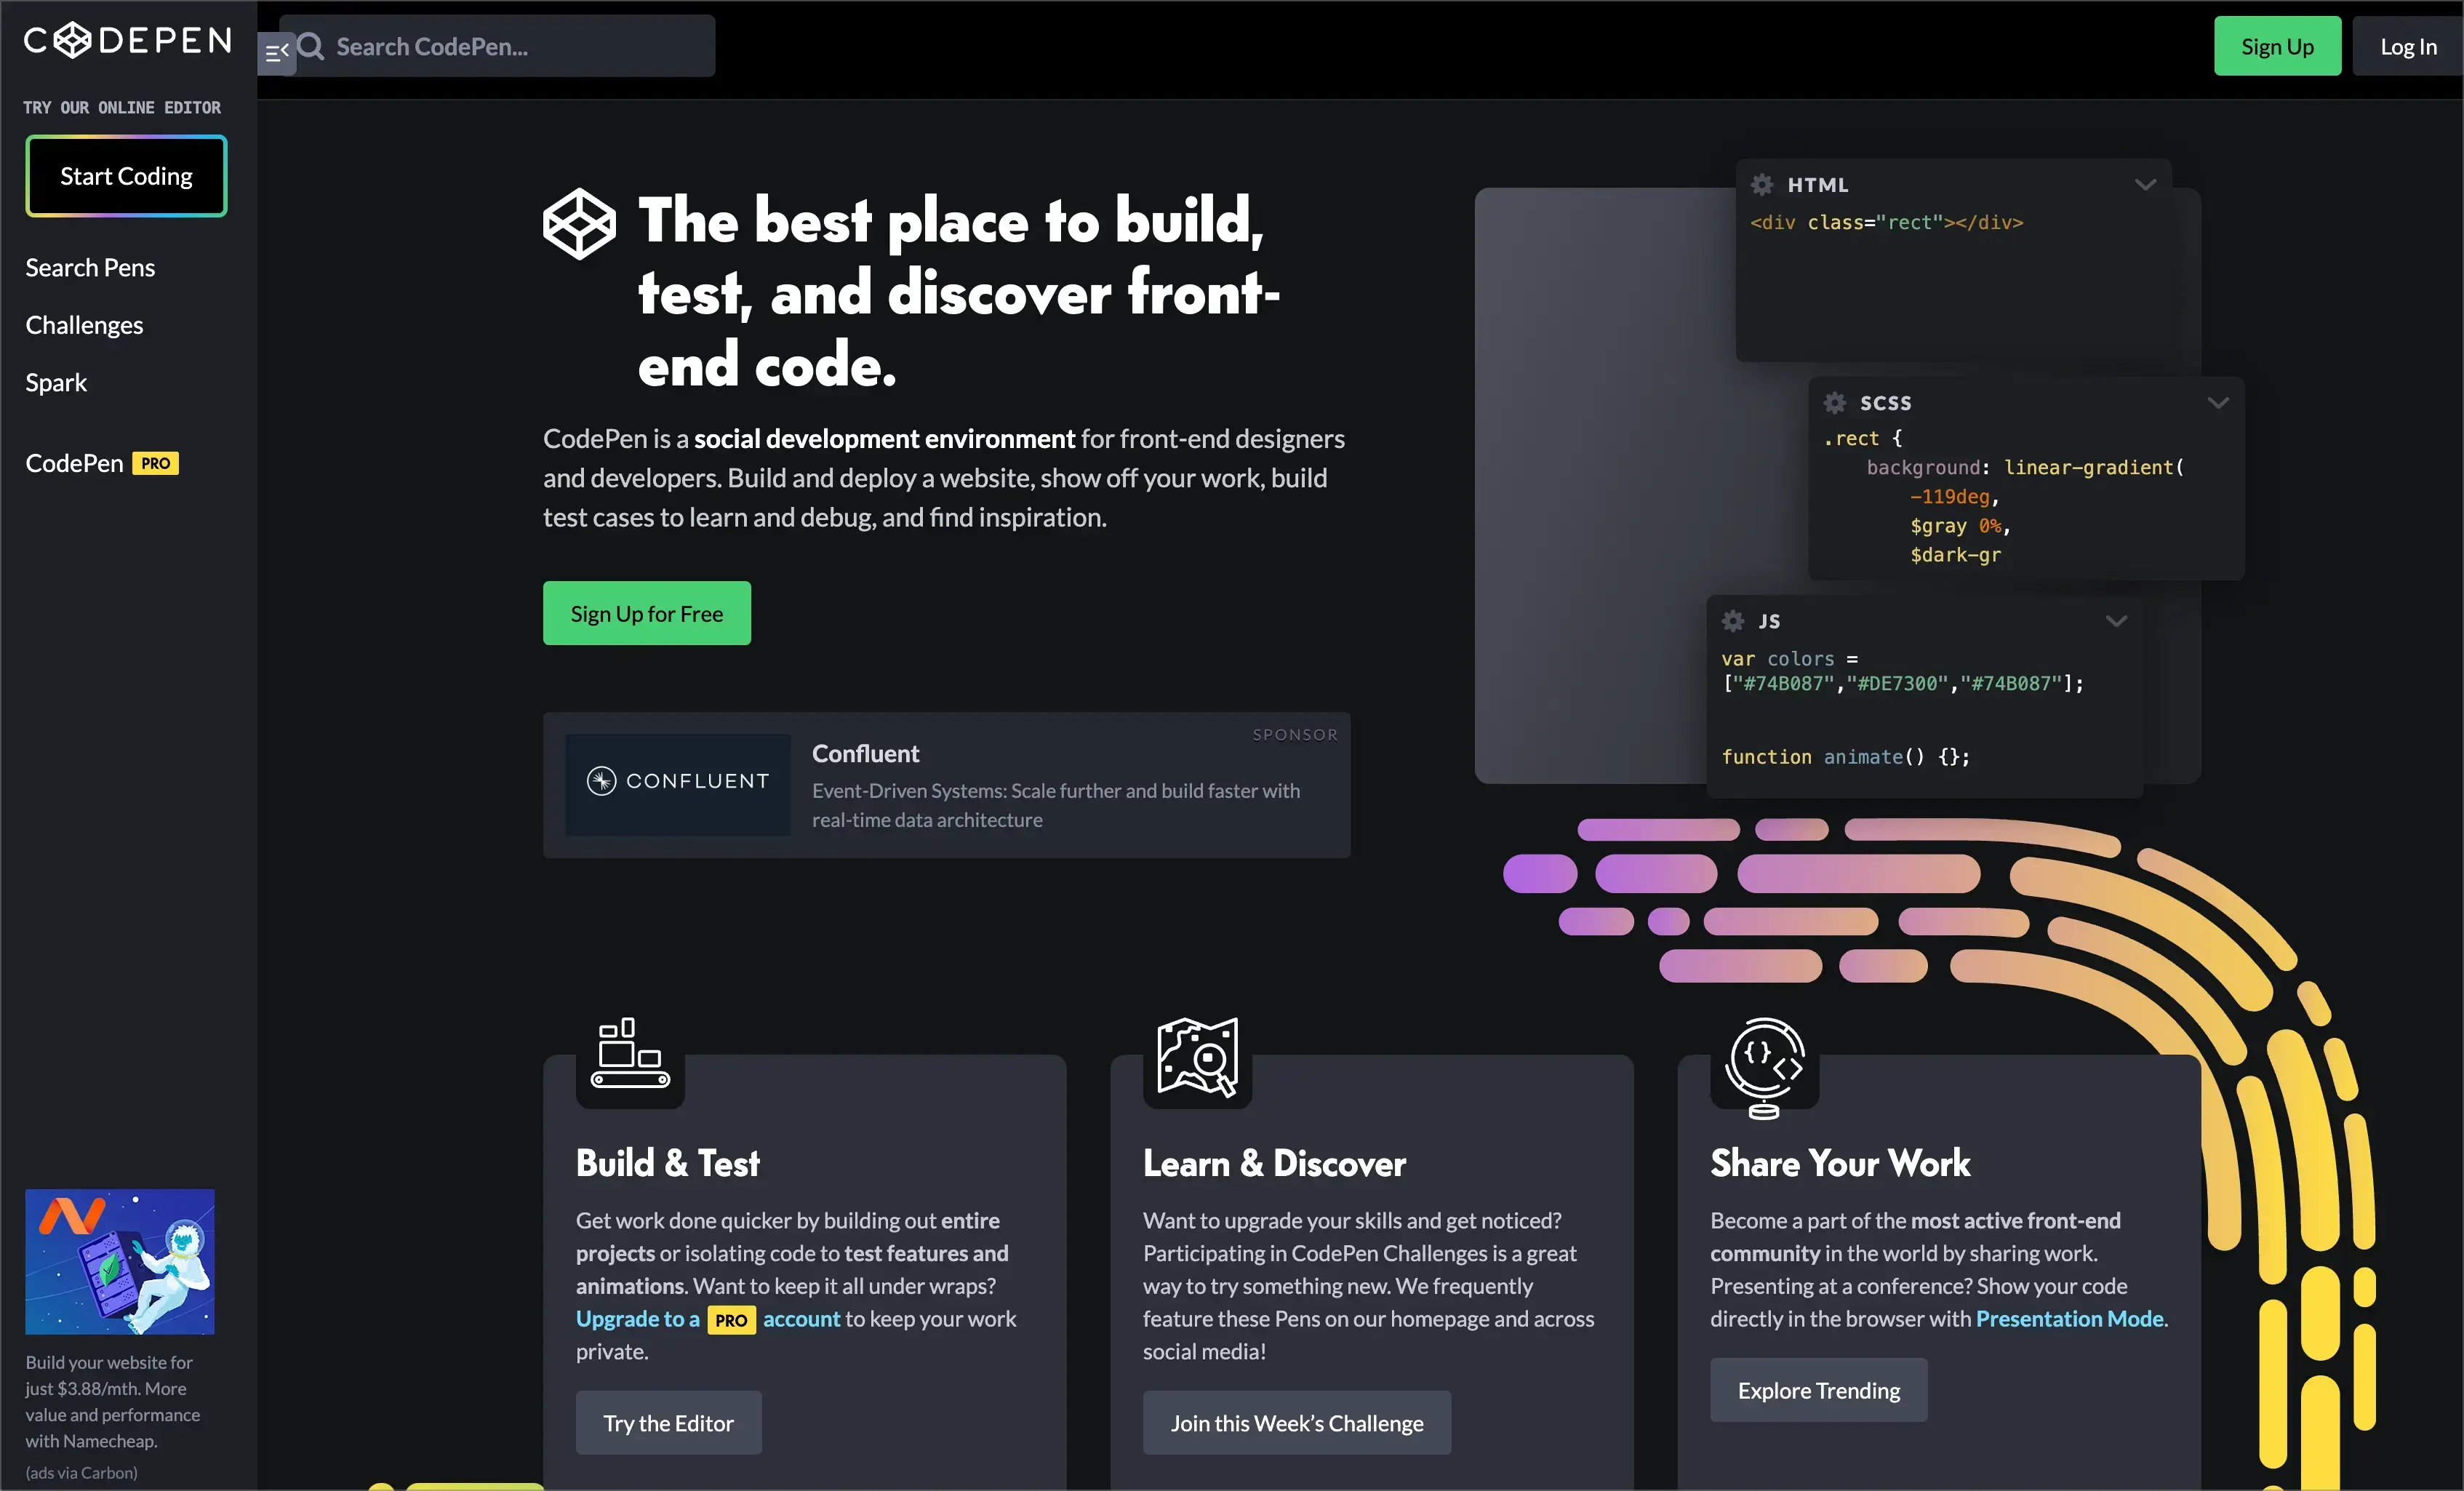 CODEPEN
TRY OUR ONLINE EDITOR
Start Coding
Search Pens
Challenges
Spark
CodePen PRO
Build your website for
just $3.88/mth. More
value and performance
with Namecheap.
(ads via Carbon)
Search CodePen...
Sign Up
Log In
The best place to build,
test, and discover front-
end code.
CodePen is a social development environment for front-end designers
and developers. Build and deploy a website, show off your work, build
test cases to learn and debug, and find inspiration.
Sign Up for Free
SPONSOR
CONFLUENT
Confluent
Event-Driven Systems: Scale further and build faster with
real-time data architecture
HTML
<div class="rect"></div>
SCSS
.rect {
background: linear-gradient(
-119deg,
$gray 0%,
$dark-gr
JS
var colors =
["#74B087","#DE7300","#74B087"];
function animate() {};
Build & Test
Get work done quicker by building out entire
projects or isolating code to test features and
animations. Want to keep it all under wraps?
Upgrade to a PRO account to keep your work
private.
Try the Editor
Learn & Discover
Want to upgrade your skills and get noticed?
Participating in CodePen Challenges is a great
way to try something new. We frequently
feature these Pens on our homepage and across
social media!
Join this Week’s Challenge
{} <>
Share Your Work
Become a part of the most active front-end
community in the world by sharing work.
Presenting at a conference? Show your code
directly in the browser with Presentation Mode.
Explore Trending